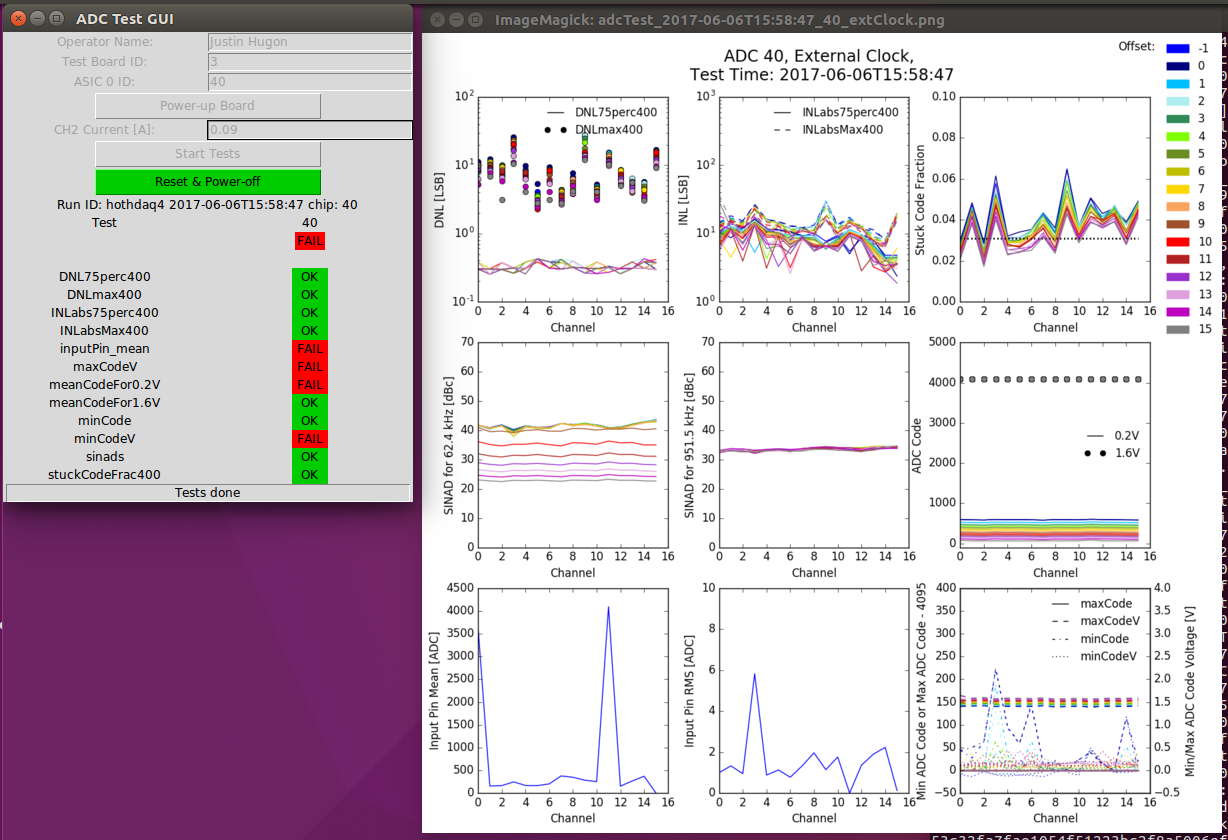 ADC Test GUI
Operator Name: Justin Hugon
Test Board ID: 3
ASIC 0 ID: 40
Power-up Board
CH2 Current [A]: 0.09
Start Tests
Reset & Power-off
Run ID: hothdaq4 2017-06-06T15:58:47 chip: 40
Test 40
FAIL
DNL75perc400 OK
DNLmax400 OK
INLabs75perc400 OK
INLabsMax400 OK
inputPin_mean FAIL
maxCodeV FAIL
meanCodeFor0.2V FAIL
meanCodeFor1.6V OK
minCode OK
minCodeV FAIL
sinads OK
stuckCodeFrac400 OK
Tests done
ImageMagick: adcTest_2017-06-06T15:58:47_40_extClock.png
ADC 40, External Clock,
Test Time: 2017-06-06T15:58:47
Offset:
-1
0
1
2
3
4
5
6
7
8
9
10
11
12
13
14
15
DNL [LSB]
10²
10¹
10⁰
10⁻¹
DNL75perc400
DNLmax400
0 2 4 6 8 10 12 14 16
Channel
INL [LSB]
10³
10²
10¹
10⁰
INLabs75perc400
INLabsMax400
0 2 4 6 8 10 12 14 16
Channel
Stuck Code Fraction
0.10
0.08
0.06
0.04
0.02
0.00
0 2 4 6 8 10 12 14 16
Channel
SINAD for 62.4 kHz [dBc]
70
60
50
40
30
20
10
0
0 2 4 6 8 10 12 14 16
Channel
SINAD for 951.5 kHz [dBc]
70
60
50
40
30
20
10
0
0 2 4 6 8 10 12 14 16
Channel
ADC Code
5000
4000
3000
2000
1000
0
0.2V
1.6V
0 2 4 6 8 10 12 14 16
Channel
Input Pin Mean [ADC]
4500
4000
3500
3000
2500
2000
1500
1000
500
0
0 2 4 6 8 10 12 14 16
Channel
Input Pin RMS [ADC]
10
8
6
4
2
0
0 2 4 6 8 10 12 14 16
Channel
Min ADC Code or Max ADC Code - 4095
400
350
300
250
200
150
100
50
0
−50
maxCode
maxCodeV
minCode
minCodeV
4.0
3.5
3.0
2.5
2.0
1.5
1.0
0.5
0.0
−0.5
Min/Max ADC Code Voltage [V]
0 2 4 6 8 10 12 14 16
Channel